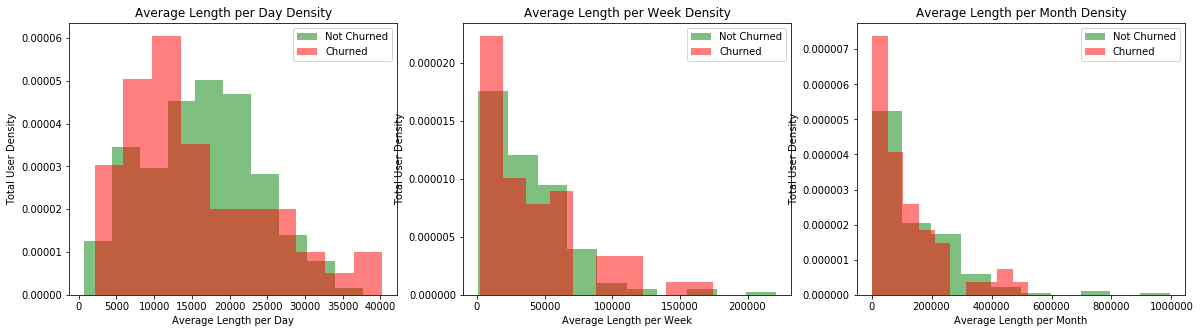 Average Length per Day Density
Not Churned
Churned
0.00006
0.00005
0.00004
0.00003
0.00002
0.00001
0.00000
Total User Density
0
5000
10000
15000
20000
25000
30000
35000
40000
Average Length per Day
Average Length per Week Density
Not Churned
Churned
0.000020
0.000015
0.000010
0.000005
0.000000
Total User Density
0
50000
100000
150000
200000
Average Length per Week
Average Length per Month Density
Not Churned
Churned
0.000007
0.000006
0.000005
0.000004
0.000003
0.000002
0.000001
0.000000
Total User Density
0
200000
400000
600000
800000
1000000
Average Length per Month